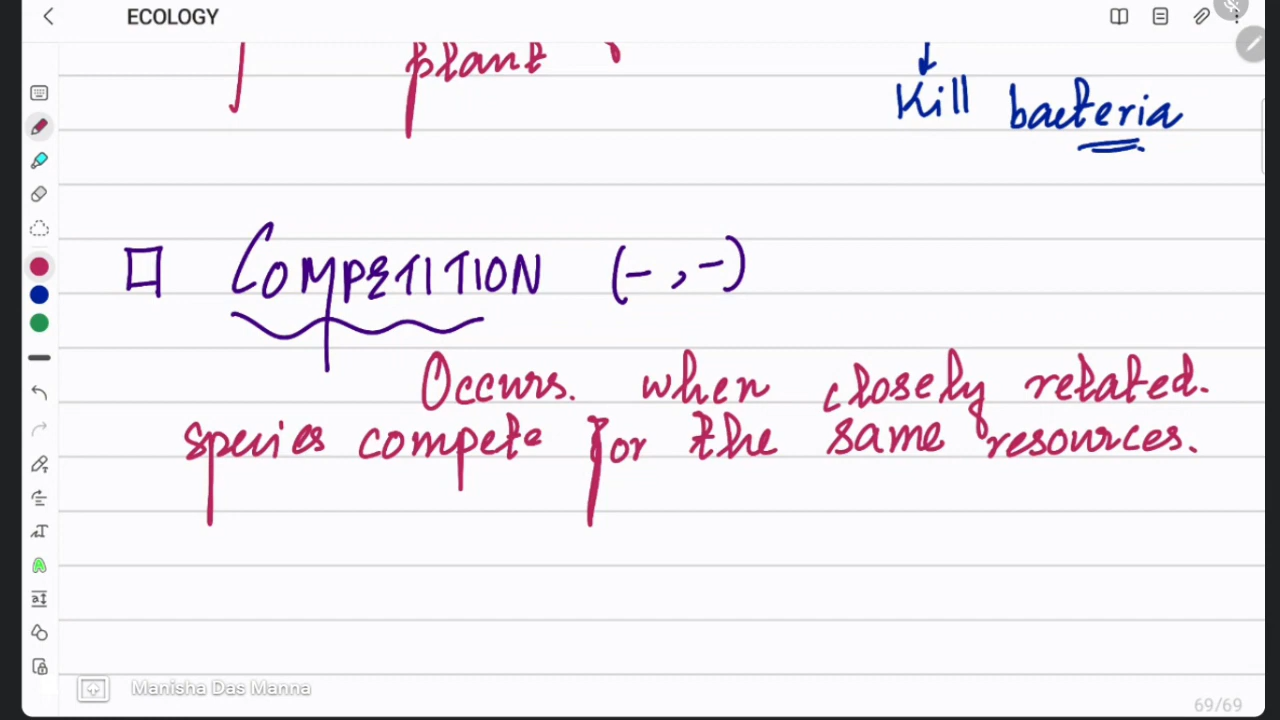 ECOLOGY
plant
Kill bacteria
COMPETITION (-,-)
Occurs. when closely related.
species compete for the same resources.
Manisha Das Manna
69/69